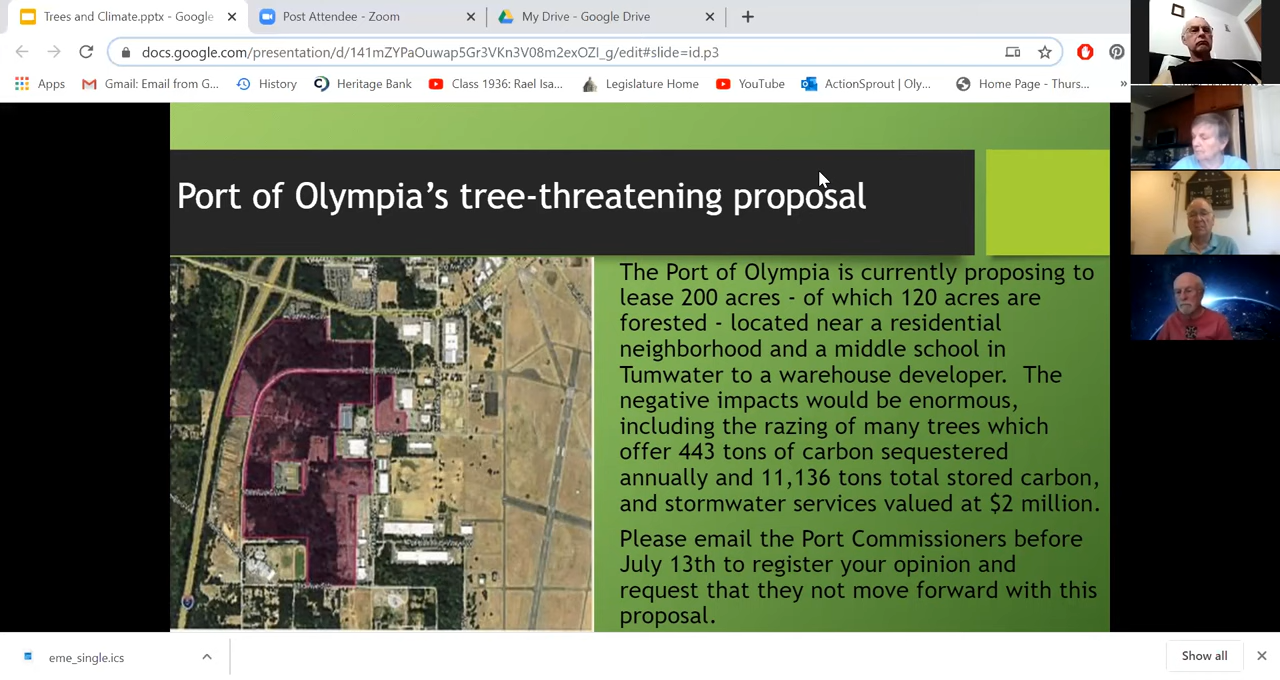 Trees and Climate.pptx - Google
Post Attendee - Zoom
My Drive - Google Drive
docs.google.com/presentation/d/141mZYPaOuwap5Gr3VKn3V08m2exOZI_g/edit#slide=id.p3
Apps
Gmail: Email from G...
History
Heritage Bank
Class 1936: Rael Isa...
Legislature Home
YouTube
ActionSprout | Oly...
Home Page - Thurs...
»
Port of Olympia’s tree-threatening proposal
The Port of Olympia is currently proposing to
lease 200 acres - of which 120 acres are
forested - located near a residential
neighborhood and a middle school in
Tumwater to a warehouse developer.  The
negative impacts would be enormous,
including the razing of many trees which
offer 443 tons of carbon sequestered
annually and 11,136 tons total stored carbon,
and stormwater services valued at $2 million.
Please email the Port Commissioners before
July 13th to register your opinion and
request that they not move forward with this
proposal.
eme_single.ics
Show all